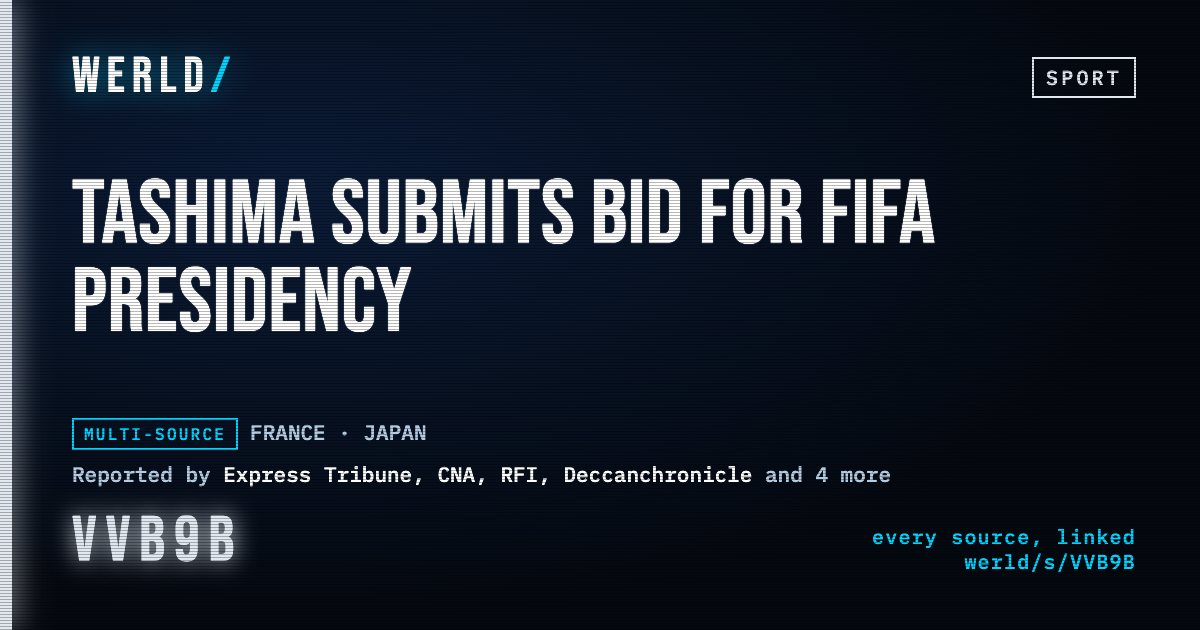 WERLD/
SPORT
TASHIMA SUBMITS BID FOR FIFA
PRESIDENCY
MULTI-SOURCE FRANCE · JAPAN
Reported by Express Tribune, CNA, RFI, Deccanchronicle and 4 more
VVB9B
every source, linked
werld/s/VVB9B